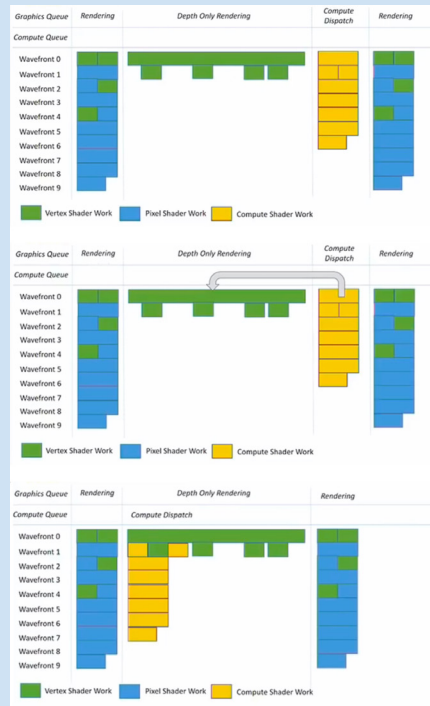 Graphics Queue Rendering Depth Only Rendering Compute Dispatch Rendering
Compute Queue
Wavefront 0
Wavefront 1
Wavefront 2
Wavefront 3
Wavefront 4
Wavefront 5
Wavefront 6
Wavefront 7
Wavefront 8
Wavefront 9
Vertex Shader Work Pixel Shader Work Compute Shader Work
Graphics Queue Rendering Depth Only Rendering Compute Dispatch Rendering
Compute Queue
Wavefront 0
Wavefront 1
Wavefront 2
Wavefront 3
Wavefront 4
Wavefront 5
Wavefront 6
Wavefront 7
Wavefront 8
Wavefront 9
Vertex Shader Work Pixel Shader Work Compute Shader Work
Graphics Queue Rendering Depth Only Rendering Rendering
Compute Queue Compute Dispatch
Wavefront 0
Wavefront 1
Wavefront 2
Wavefront 3
Wavefront 4
Wavefront 5
Wavefront 6
Wavefront 7
Wavefront 8
Wavefront 9
Vertex Shader Work Pixel Shader Work Compute Shader Work